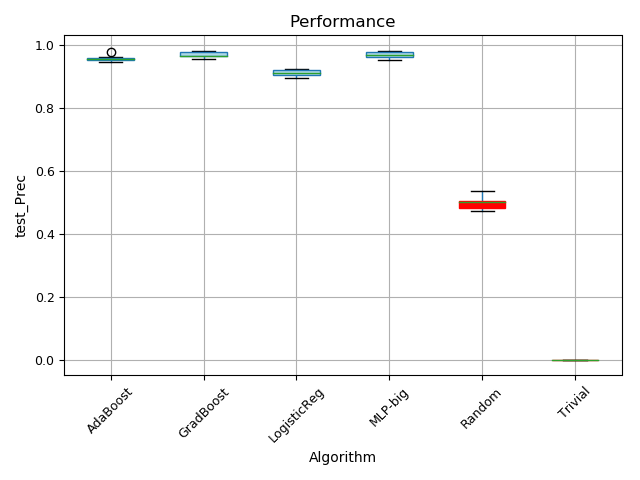 Performance
test_Prec
1.0
0.8
0.6
0.4
0.2
0.0
AdaBoost
GradBoost
LogisticReg
MLP-big
Random
Trivial
Algorithm